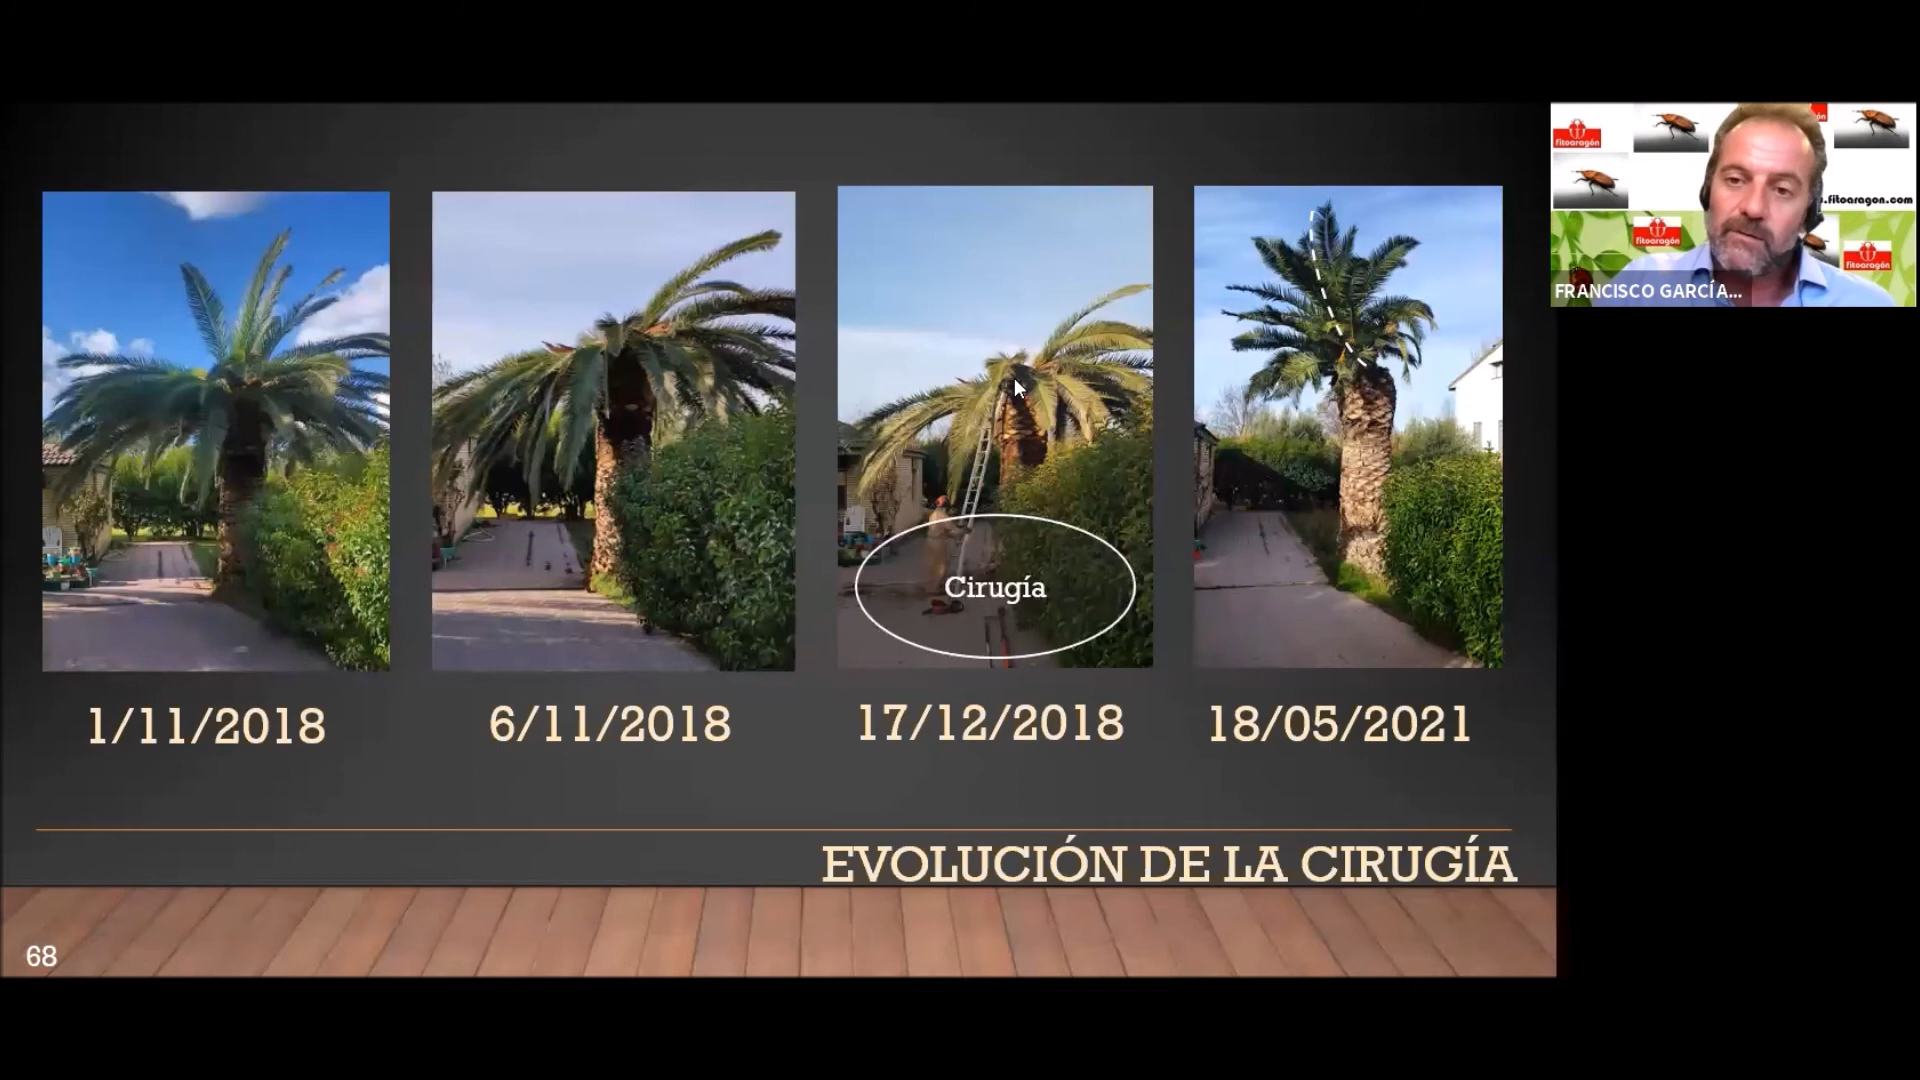 fitoaragón
ón
.fitoaragon.com
fitoaragón
fitoaragón
FRANCISCO GARCÍA...
Cirugía
1/11/2018
6/11/2018
17/12/2018
18/05/2021
EVOLUCIÓN DE LA CIRUGÍA
68